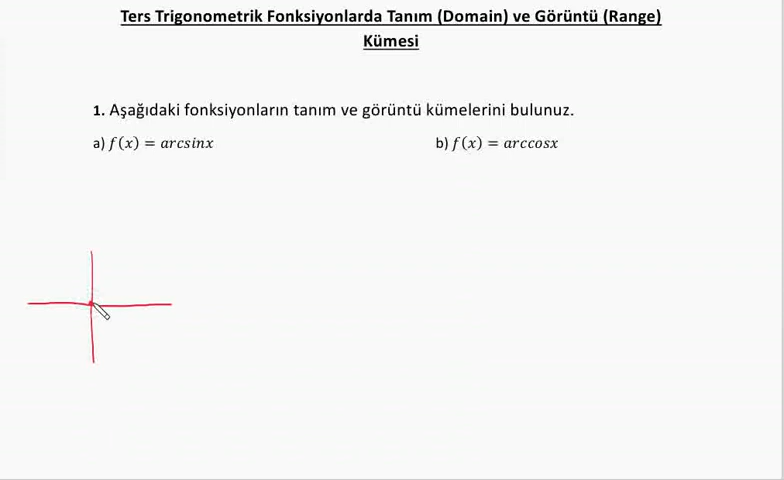 Ters Trigonometrik Fonksiyonlarda Tanım (Domain) ve Görüntü (Range)
Kümesi
1. Aşağıdaki fonksiyonların tanım ve görüntü kümelerini bulunuz.
a) f(x) = arcsinx b) f(x) = arccosx